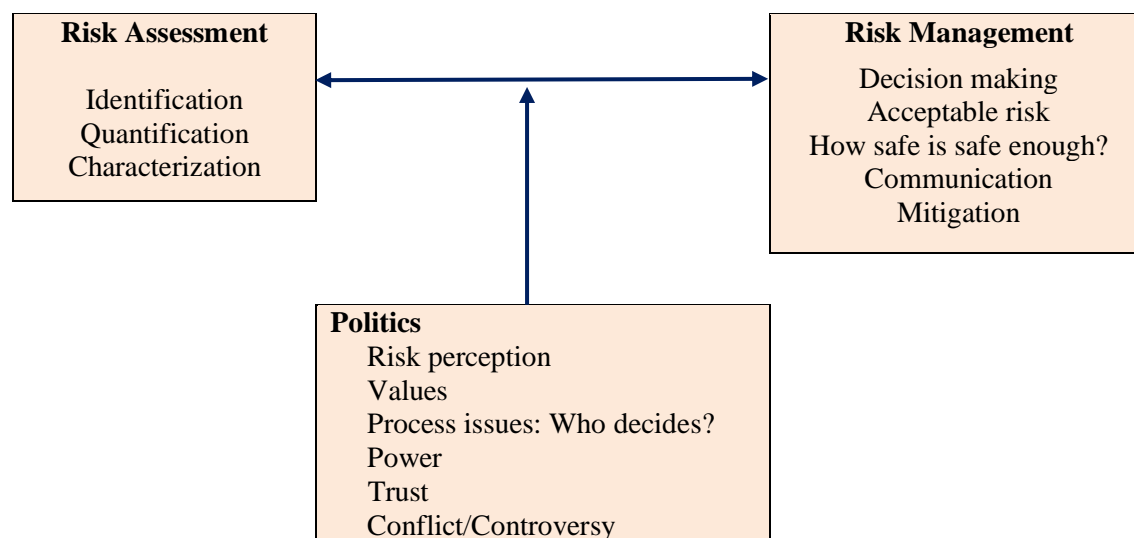 Risk Assessment
Identification
Quantification
Characterization
Risk Management
Decision making
Acceptable risk
How safe is safe enough?
Communication
Mitigation
Politics
Risk perception
Values
Process issues: Who decides?
Power
Trust
Conflict/Controversy